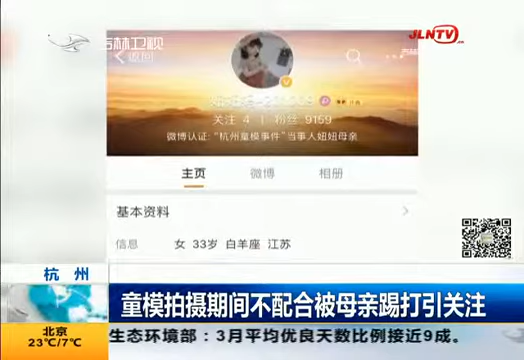 吉林卫视
JLNTV
返回
关注 4 | 粉丝 9159
微博认证:“杭州童模事件”当事人妞妞母亲
主页 微博 相册
基本资料
信息 女 33岁 白羊座 江苏
杭 州
童模拍摄期间不配合被母亲踢打引关注
北京
23℃/7℃
生态环境部:3月平均优良天数比例接近9成。